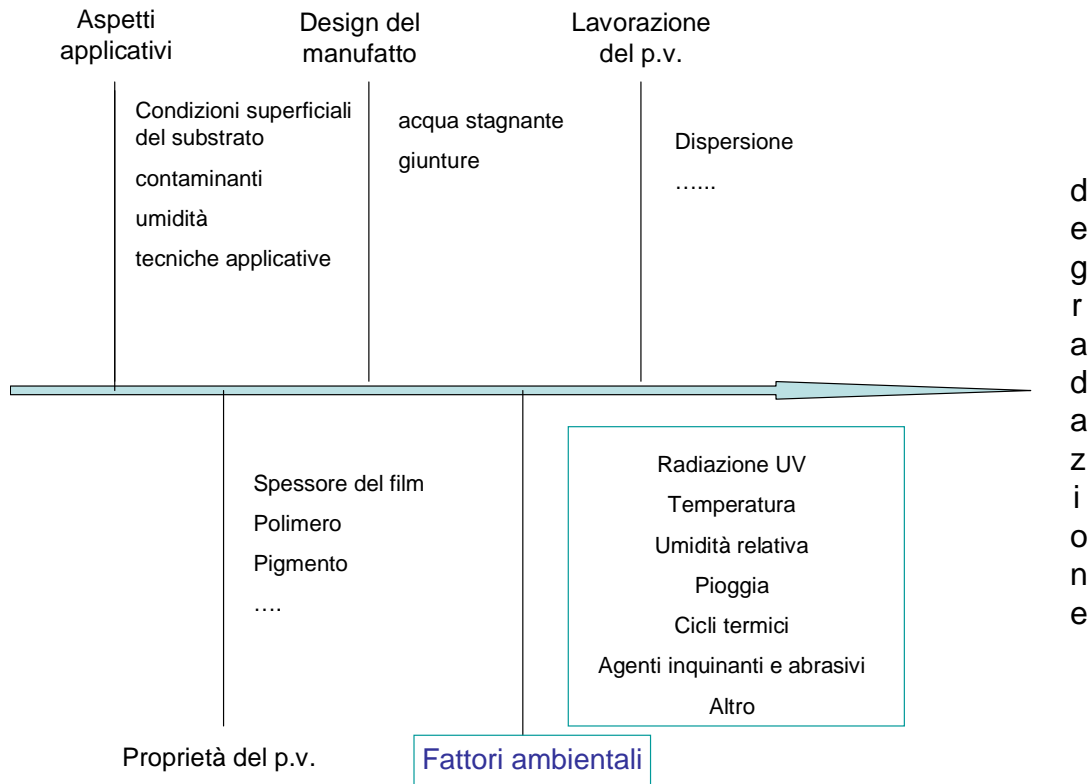 Aspetti
applicativi
Design del
manufatto
Lavorazione
del p.v.
Condizioni superficiali
del substrato
contaminanti
umidità
tecniche applicative
acqua stagnante
giunture
Dispersione
…...
degradazione
Spessore del film
Polimero
Pigmento
….
Radiazione UV
Temperatura
Umidità relativa
Pioggia
Cicli termici
Agenti inquinanti e abrasivi
Altro
Proprietà del p.v.
Fattori ambientali